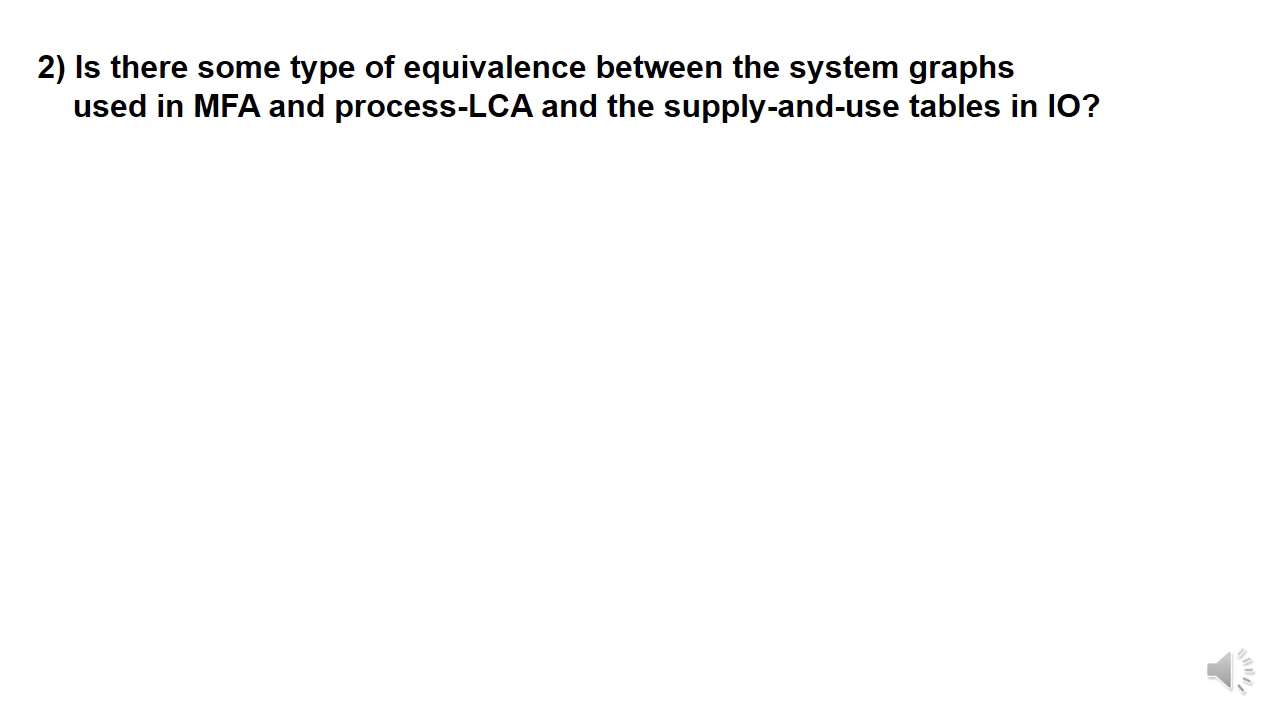 2) Is there some type of equivalence between the system graphs
used in MFA and process-LCA and the supply-and-use tables in IO?